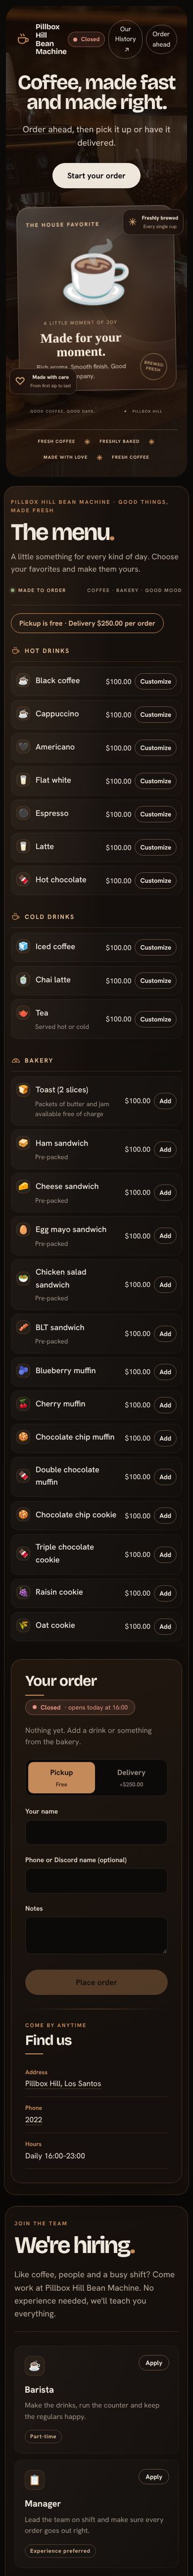 Pillbox
Hill
Bean
Machine
Closed
Our
History
↗
Order
ahead
Coffee, made fast
and made right.
Order ahead, then pick it up or have it
delivered.
Start your order
THE HOUSE FAVORITE
Freshly brewed
Every single cup
A LITTLE MOMENT OF JOY
Made for your
moment.
Rich aroma. Smooth finish. Good
Made with care
From first sip to last
BREWED
FRESH
GOOD COFFEE. GOOD DAYS.
PILLBOX HILL
FRESH COFFEE
FRESHLY BAKED
MADE WITH LOVE
FRESH COFFEE
PILLBOX HILL BEAN MACHINE · GOOD THINGS,
MADE FRESH
The menu.
A little something for every kind of day. Choose
your favorites and make them yours.
MADE TO ORDER
COFFEE · BAKERY · GOOD MOOD
Pickup is free · Delivery $250.00 per order
HOT DRINKS
Black coffee $100.00 Customize
Cappuccino $100.00 Customize
Americano $100.00 Customize
Flat white $100.00 Customize
Espresso $100.00 Customize
Latte $100.00 Customize
Hot chocolate $100.00 Customize
COLD DRINKS
Iced coffee $100.00 Customize
Chai latte $100.00 Customize
Tea $100.00 Customize
Served hot or cold
BAKERY
Toast (2 slices) $100.00 Add
Packets of butter and jam
available free of charge
Ham sandwich $100.00 Add
Pre-packed
Cheese sandwich $100.00 Add
Pre-packed
Egg mayo sandwich $100.00 Add
Pre-packed
Chicken salad
sandwich $100.00 Add
Pre-packed
BLT sandwich $100.00 Add
Pre-packed
Blueberry muffin $100.00 Add
Cherry muffin $100.00 Add
Chocolate chip muffin $100.00 Add
Double chocolate
muffin $100.00 Add
Chocolate chip cookie $100.00 Add
Triple chocolate
cookie $100.00 Add
Raisin cookie $100.00 Add
Oat cookie $100.00 Add
Your order
Closed · opens today at 16:00
Nothing yet. Add a drink or something
from the bakery.
Pickup
Free
Delivery
+$250.00
Your name
Phone or Discord name (optional)
Notes
Place order
COME BY ANYTIME
Find us
Address
Pillbox Hill, Los Santos
Phone
2022
Hours
Daily 16:00–23:00
JOIN THE TEAM
We're hiring.
Like coffee, people and a busy shift? Come
work at Pillbox Hill Bean Machine. No
experience needed, we'll teach you
everything.
Apply
Barista
Make the drinks, run the counter and keep
the regulars happy.
Part-time
Apply
Manager
Lead the team on shift and make sure every
order goes out right.
Experience preferred